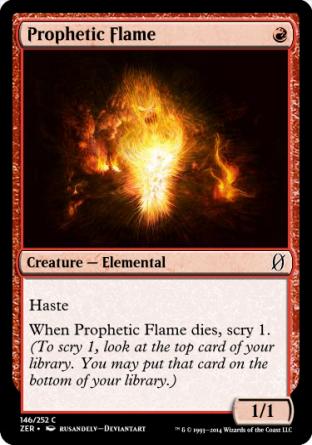 Prophetic Flame
Creature — Elemental
Haste
When Prophetic Flame dies, scry 1.
(To scry 1, look at the top card of your
library. You may put that card on the
bottom of your library.)
1/1
146/252 C
ZER • RUSANDELV—DEVIANTART
™ & © 1993–2014 Wizards of the Coast LLC